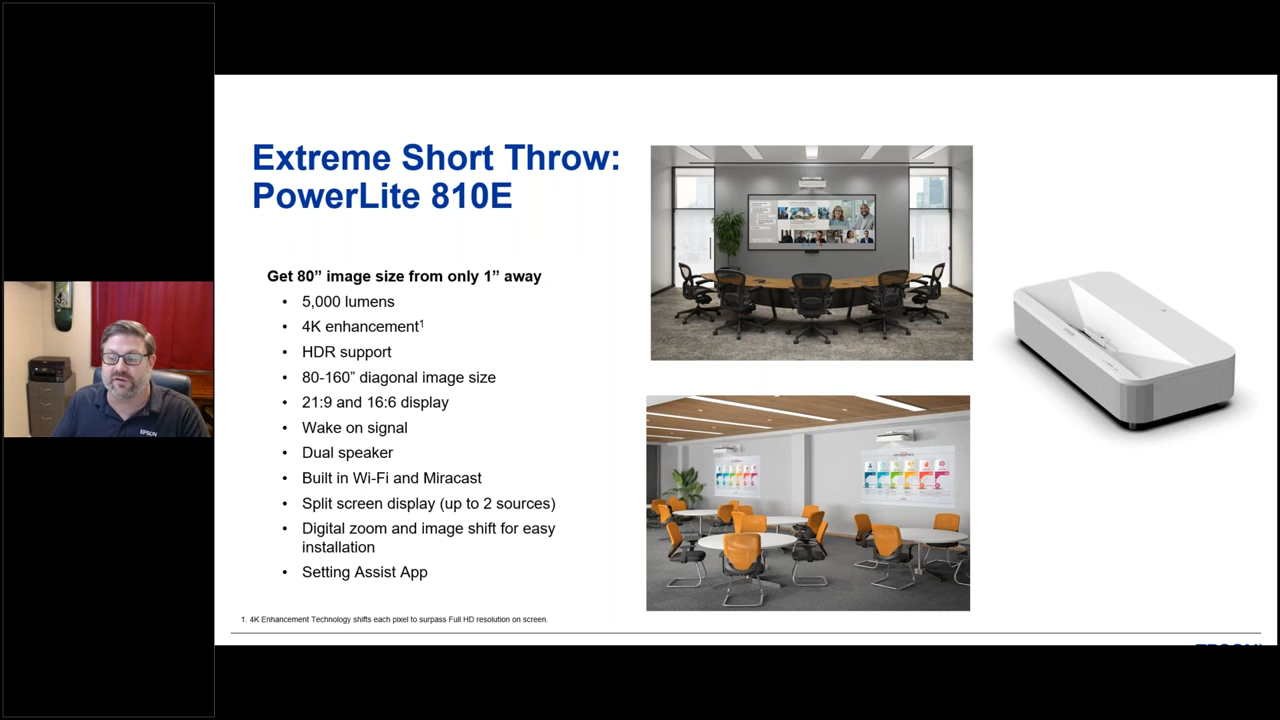 Extreme Short Throw:
PowerLite 810E
Get 80” image size from only 1” away
• 5,000 lumens
• 4K enhancement¹
• HDR support
• 80-160” diagonal image size
• 21:9 and 16:6 display
• Wake on signal
• Dual speaker
• Built in Wi-Fi and Miracast
• Split screen display (up to 2 sources)
• Digital zoom and image shift for easy
installation
• Setting Assist App
1. 4K Enhancement Technology shifts each pixel to surpass Full HD resolution on screen.
EPSON